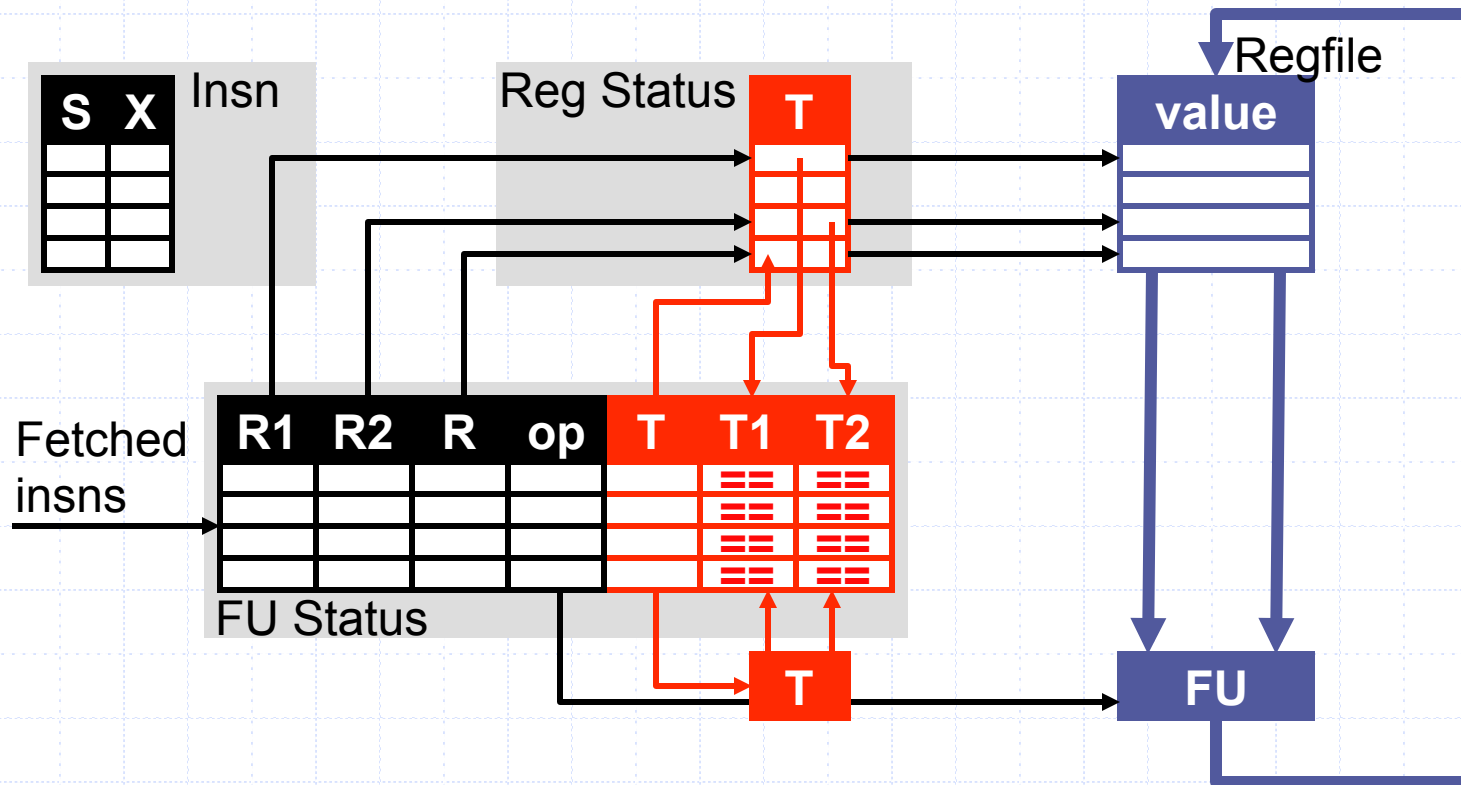 Regfile
Insn
Reg Status
S X
T
value
R1 R2 R op T T1 T2
Fetched
insns
== ==
== ==
== ==
== ==
FU Status
T
FU